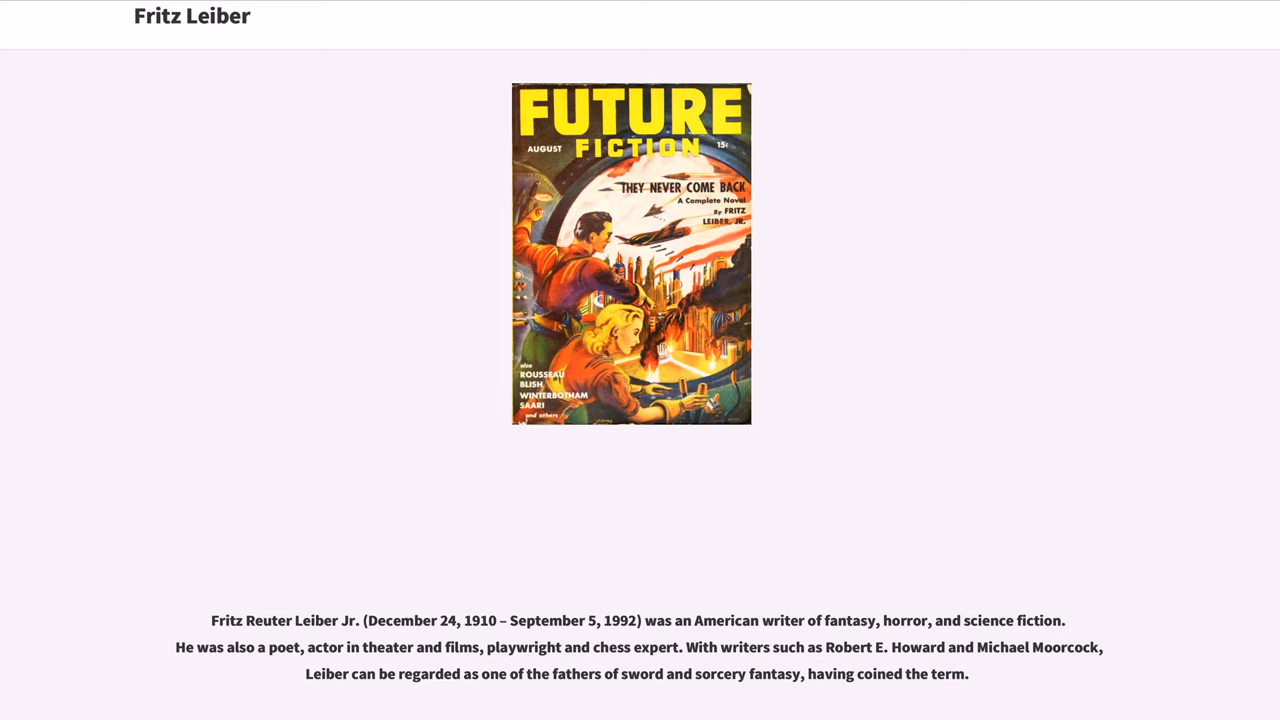 Fritz Leiber
FUTURE
FICTION
AUGUST
15¢
THEY NEVER COME BACK
A Complete Novel
By FRITZ
LEIBER, JR.
also
ROUSSEAU
BLISH
WINTERBOTHAM
SAARI
and others
Fritz Reuter Leiber Jr. (December 24, 1910 – September 5, 1992) was an American writer of fantasy, horror, and science fiction.
He was also a poet, actor in theater and films, playwright and chess expert. With writers such as Robert E. Howard and Michael Moorcock,
Leiber can be regarded as one of the fathers of sword and sorcery fantasy, having coined the term.